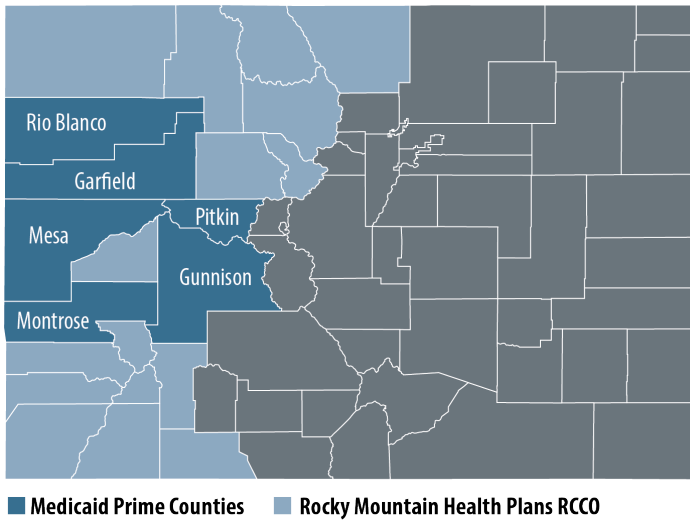 Rio Blanco
Garfield
Pitkin
Mesa
Gunnison
Montrose
Medicaid Prime Counties
Rocky Mountain Health Plans RCCO